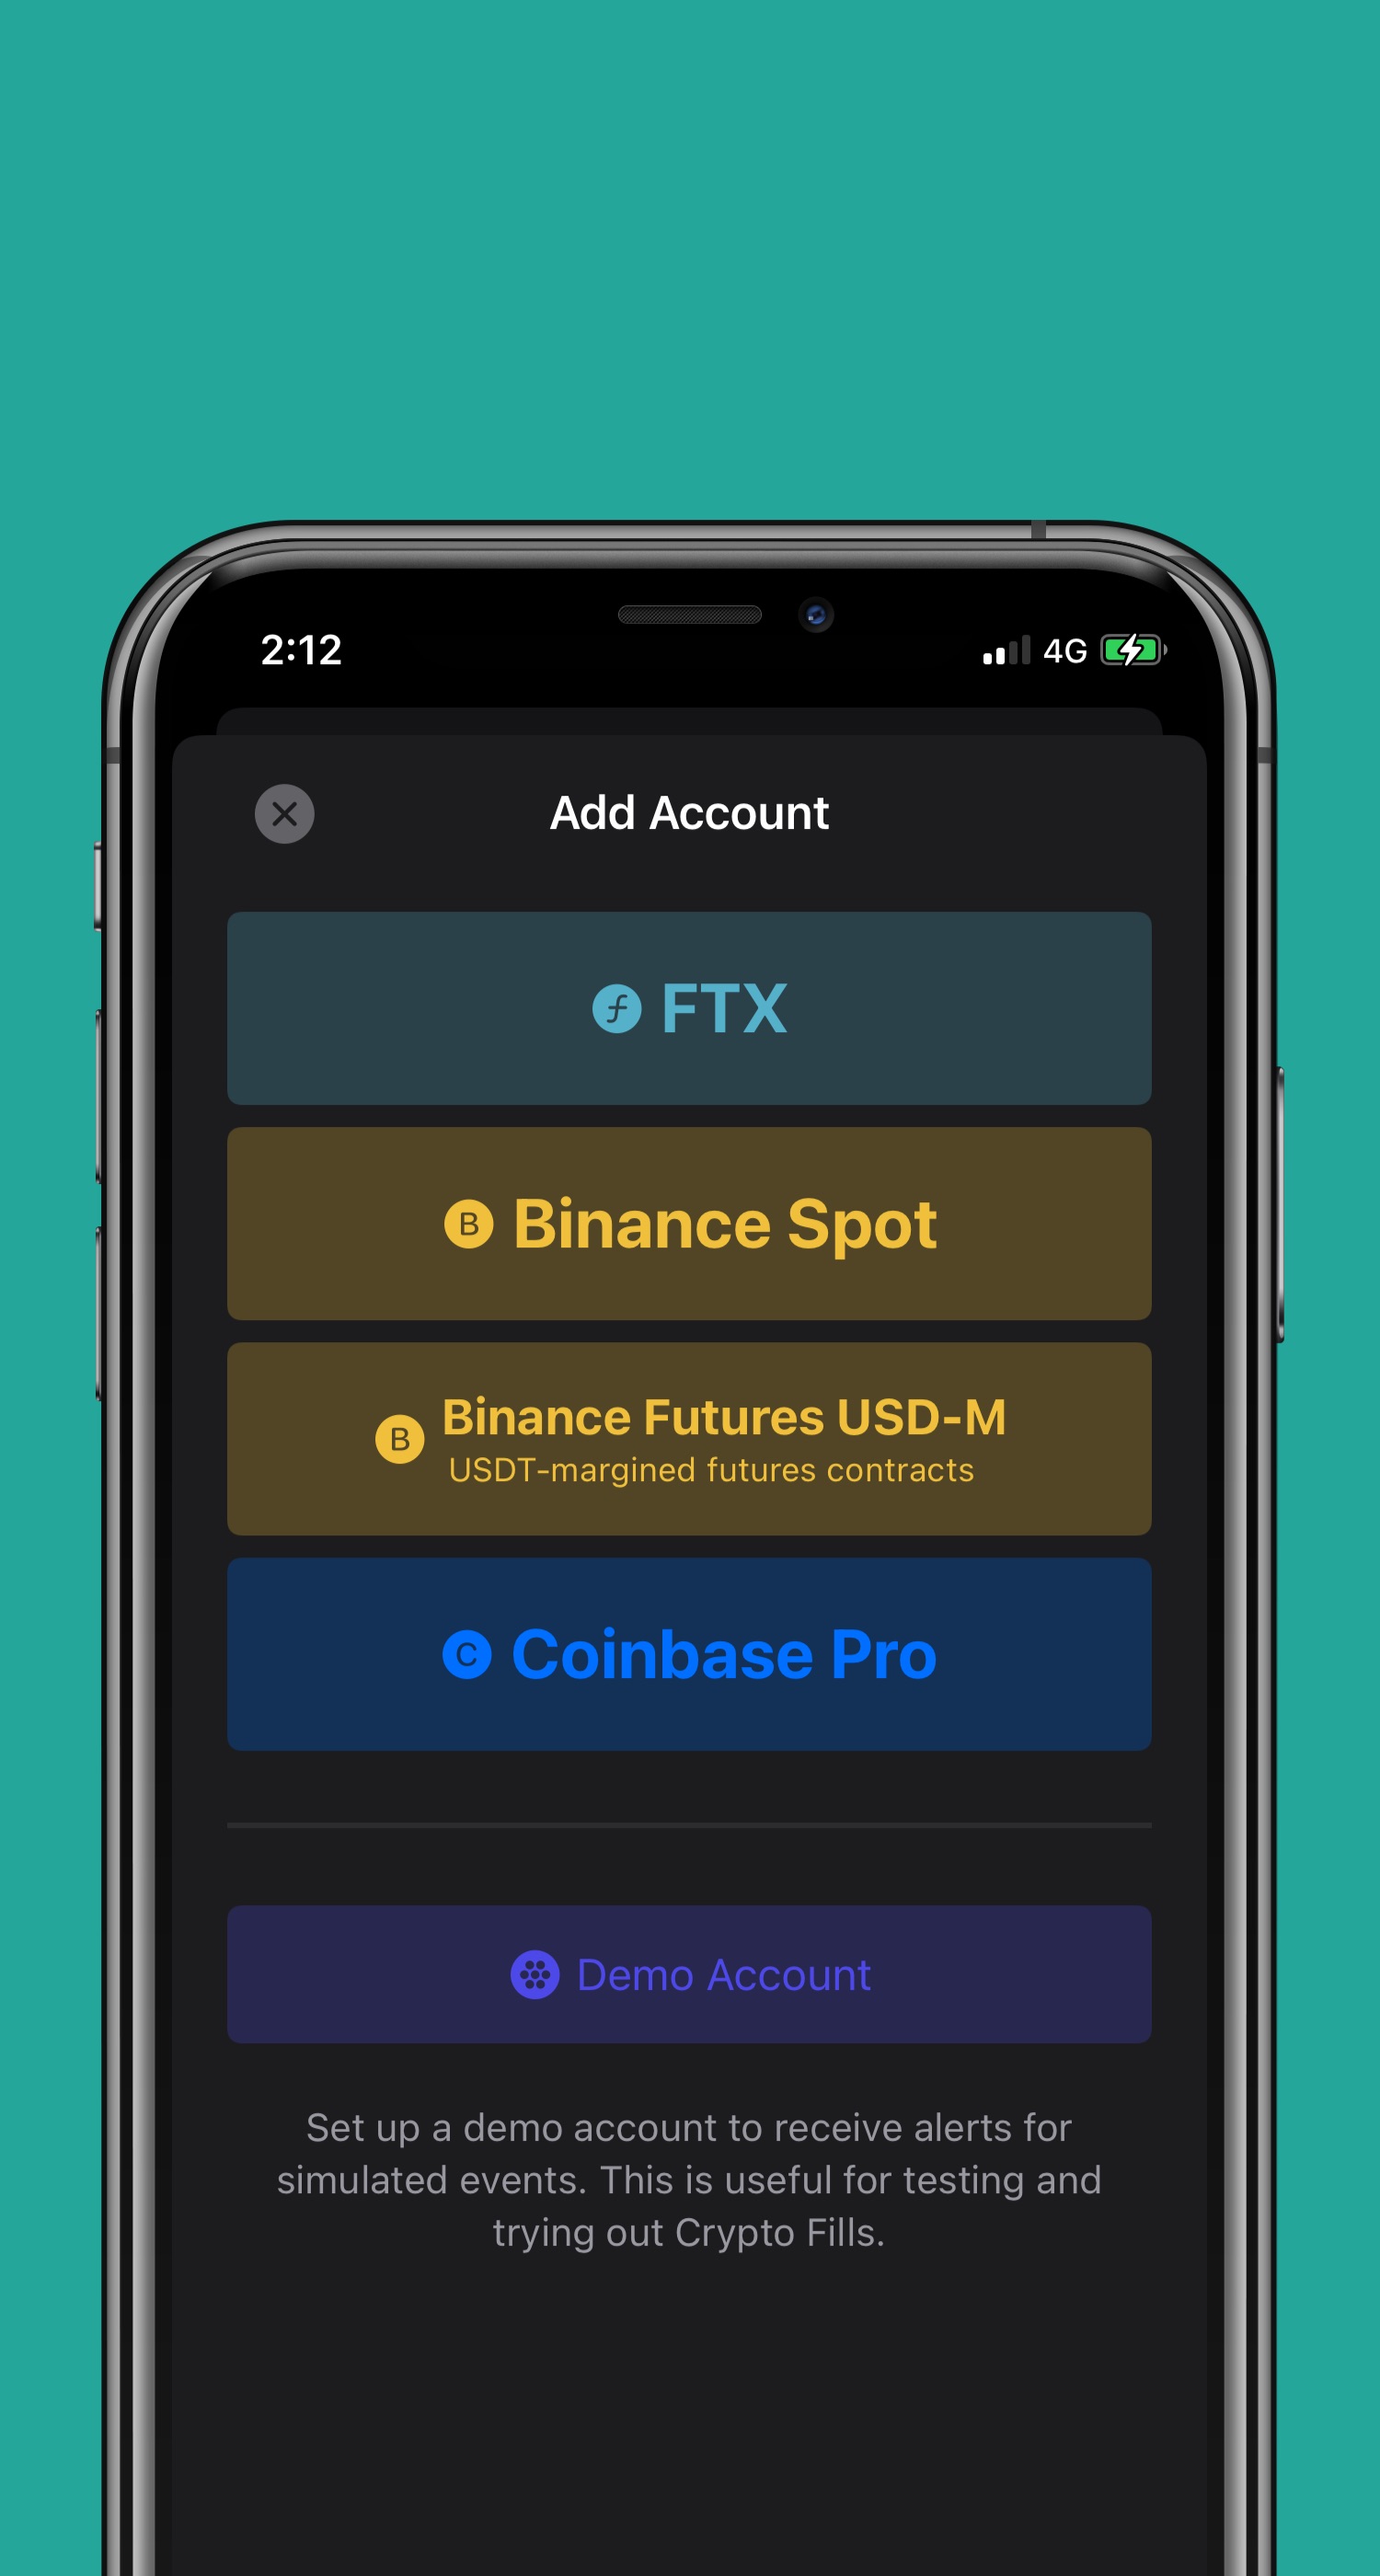 2:12
4G
Add Account
FTX
B Binance Spot
B Binance Futures USD-M
USDT-margined futures contracts
C Coinbase Pro
Demo Account
Set up a demo account to receive alerts for
simulated events. This is useful for testing and
trying out Crypto Fills.